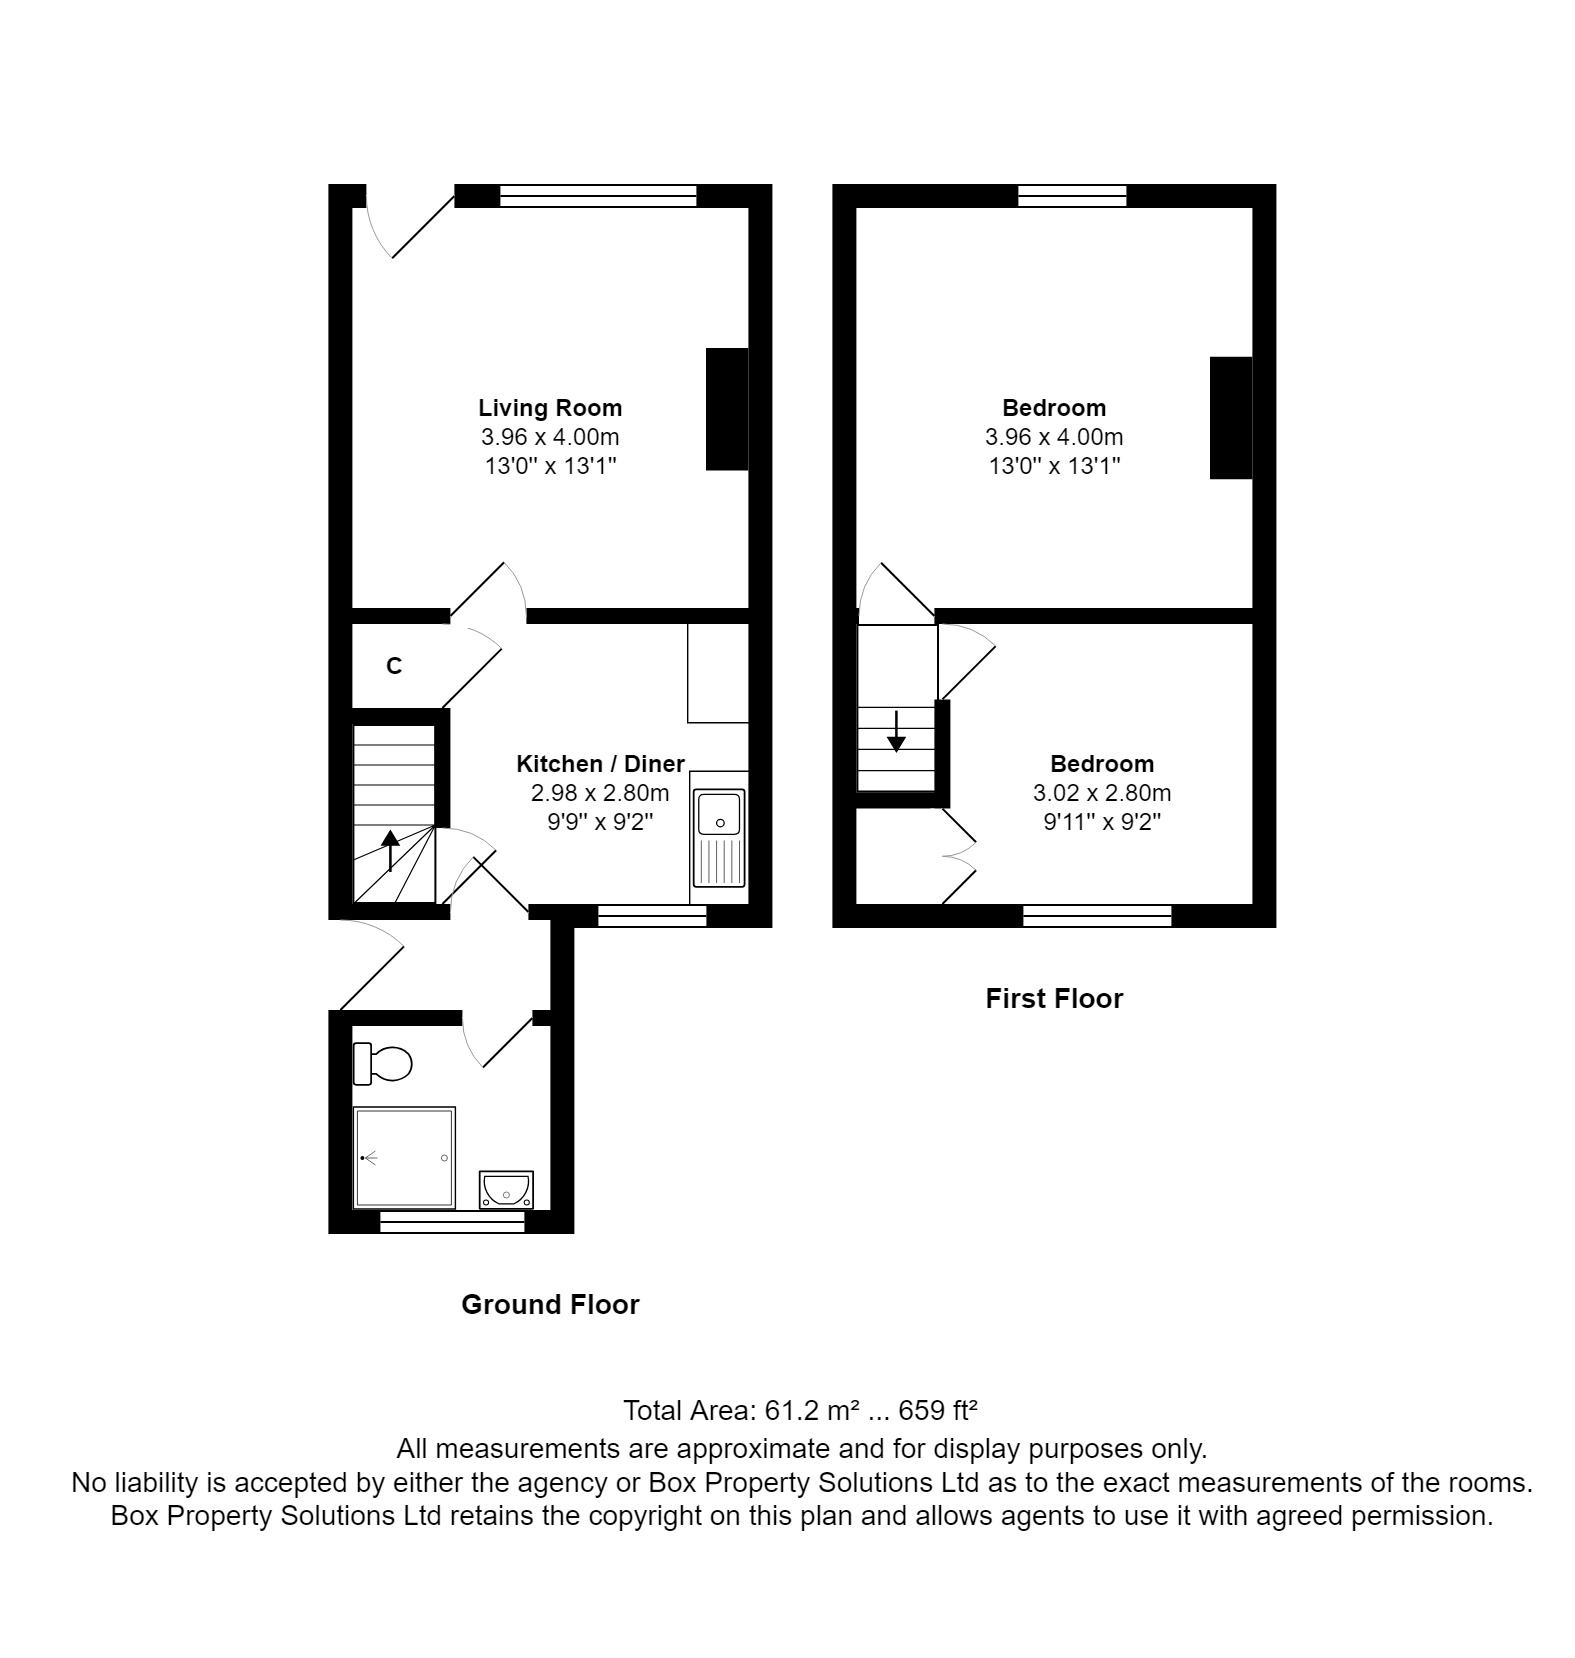 Living Room
3.96 x 4.00m
13'0" x 13'1"
C
Kitchen / Diner
2.98 x 2.80m
9'9" x 9'2"
Ground Floor
Bedroom
3.96 x 4.00m
13'0" x 13'1"
Bedroom
3.02 x 2.80m
9'11" x 9'2"
First Floor
Total Area: 61.2 m² ... 659 ft²
All measurements are approximate and for display purposes only.
No liability is accepted by either the agency or Box Property Solutions Ltd as to the exact measurements of the rooms.
Box Property Solutions Ltd retains the copyright on this plan and allows agents to use it with agreed permission.